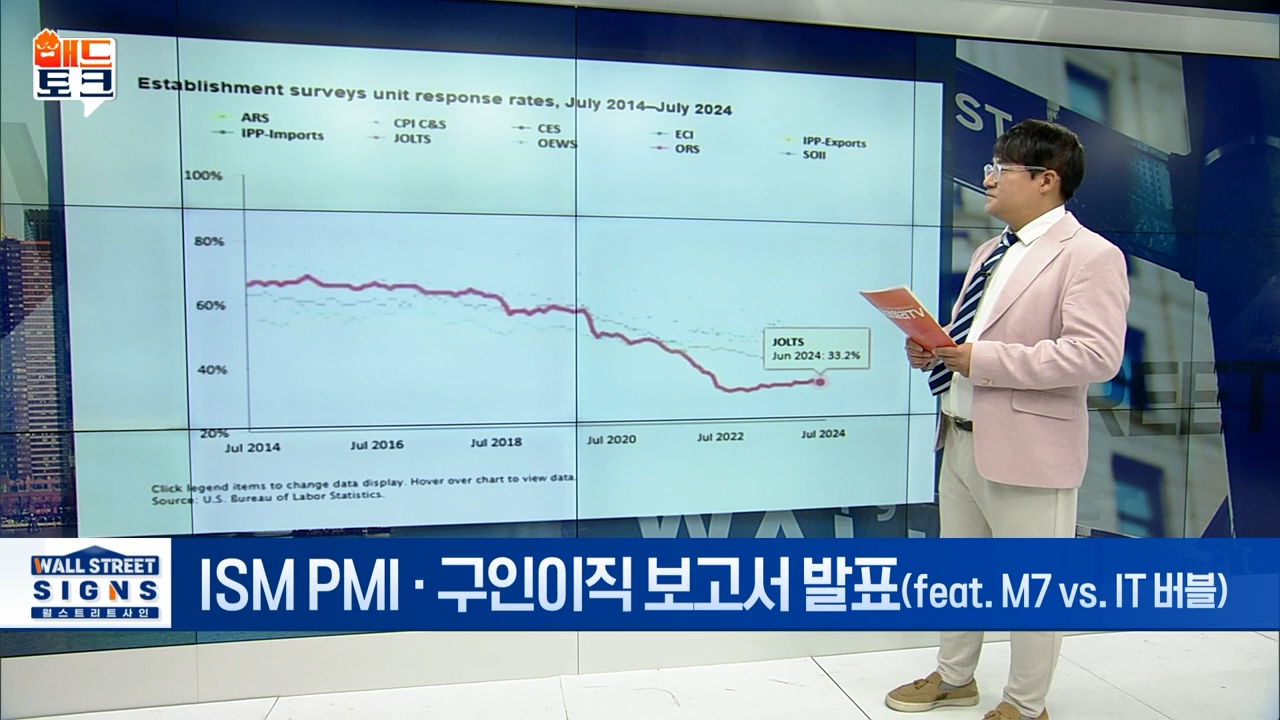 매드
토크
Establishment surveys unit response rates, July 2014–July 2024
ARS CPI C&S CES ECI IPP-Exports
IPP-Imports JOLTS OEWS ORS SOII
100%
80%
60%
40%
20%
JOLTS
Jun 2024: 33.2%
Jul 2014 Jul 2016 Jul 2018 Jul 2020 Jul 2022 Jul 2024
Click legend items to change data display. Hover over chart to view data.
Source: U.S. Bureau of Labor Statistics.
ST
asiaTV
REET
WALL STREET
SIGNS
월스트리트사인
ISM PMI · 구인이직 보고서 발표(feat. M7 vs. IT 버블)